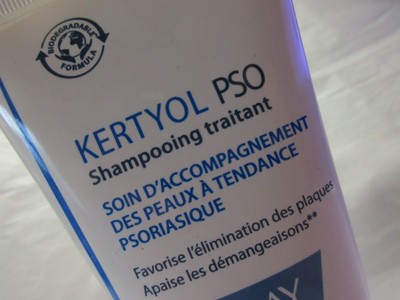 BIODEGRADABLE
FORMULA
KERTYOL PSO
Shampooing traitant
SOIN D'ACCOMPAGNEMENT
DES PEAUX À TENDANCE
PSORIASIQUE
Favorise l'élimination des plaques
Apaise les démangeaisons**
AY